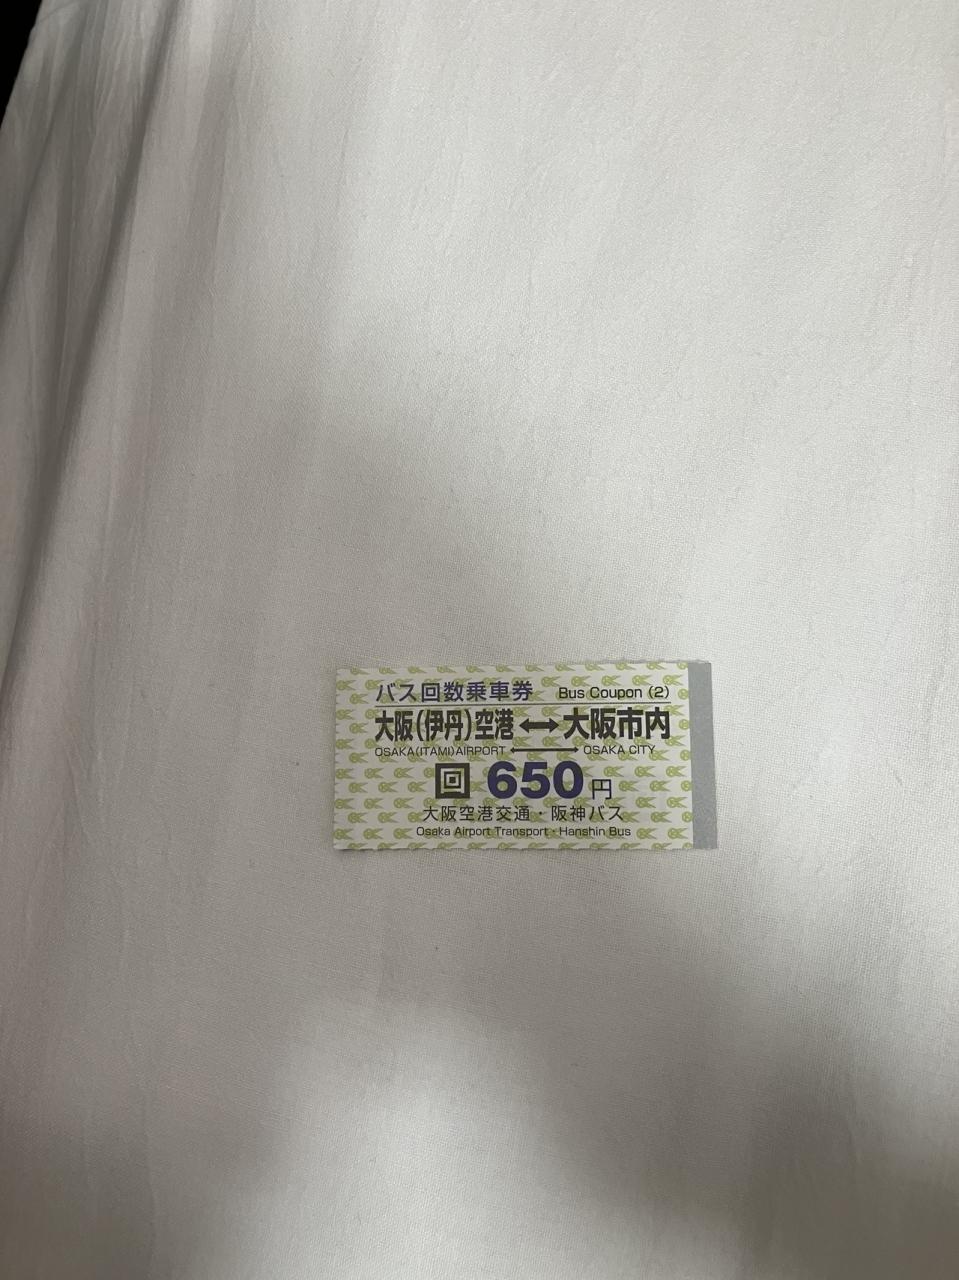 バス回数乗車券 Bus Coupon (2)
大阪(伊丹)空港⟷大阪市内
OSAKA(ITAMI)AIRPORT ⟷ OSAKA CITY
回 650円
大阪空港交通・阪神バス
Osaka Airport Transport・Hanshin Bus